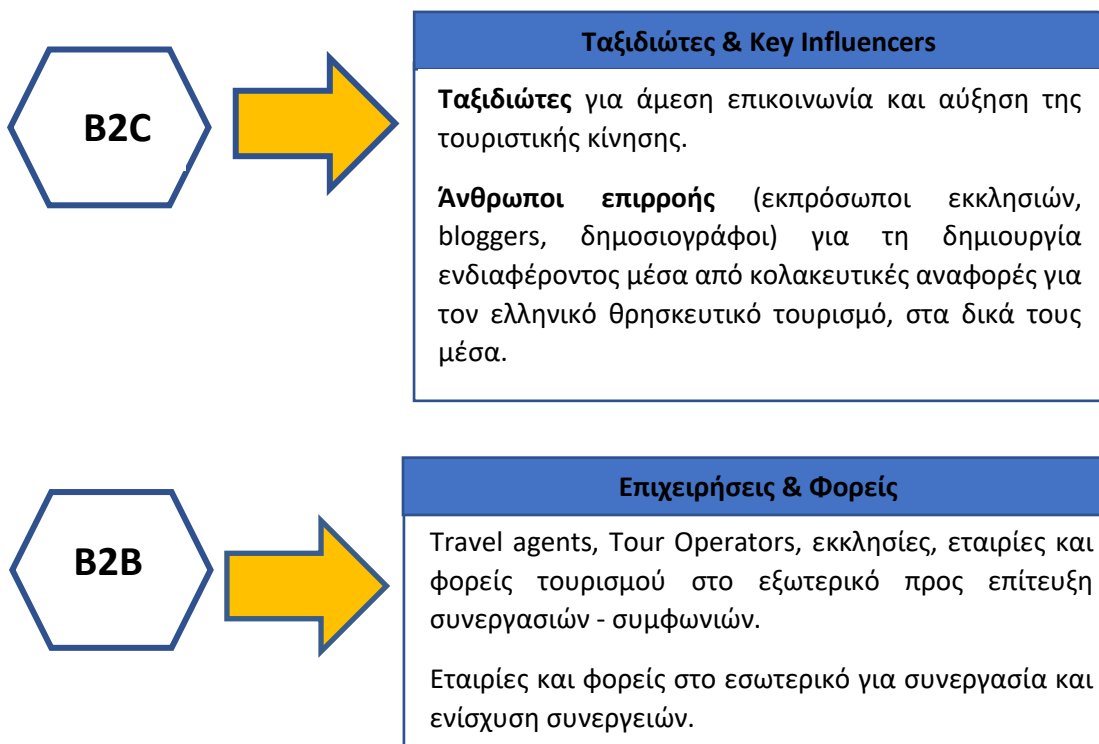 B2C
Ταξιδιώτες & Key Influencers
Ταξιδιώτες για άμεση επικοινωνία και αύξηση της
τουριστικής κίνησης.
Άνθρωποι επιρροής (εκπρόσωποι εκκλησιών,
bloggers, δημοσιογράφοι) για τη δημιουργία
ενδιαφέροντος μέσα από κολακευτικές αναφορές για
τον ελληνικό θρησκευτικό τουρισμό, στα δικά τους
μέσα.
B2B
Επιχειρήσεις & Φορείς
Travel agents, Tour Operators, εκκλησίες, εταιρίες και
φορείς τουρισμού στο εξωτερικό προς επίτευξη
συνεργασιών - συμφωνιών.
Εταιρίες και φορείς στο εσωτερικό για συνεργασία και
ενίσχυση συνεργειών.